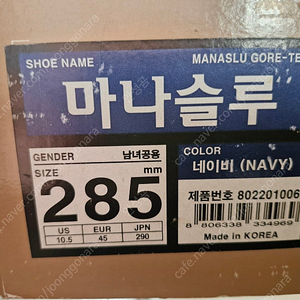 SHOE NAME
MANASLU GORE-TE
마나슬루
GENDER 남녀공용
SIZE mm
285
US EUR JPN
10.5 45 290
COLOR
네이비 (NAVY)
제품번호 802201006
8 806338 334969
Made in KOREA